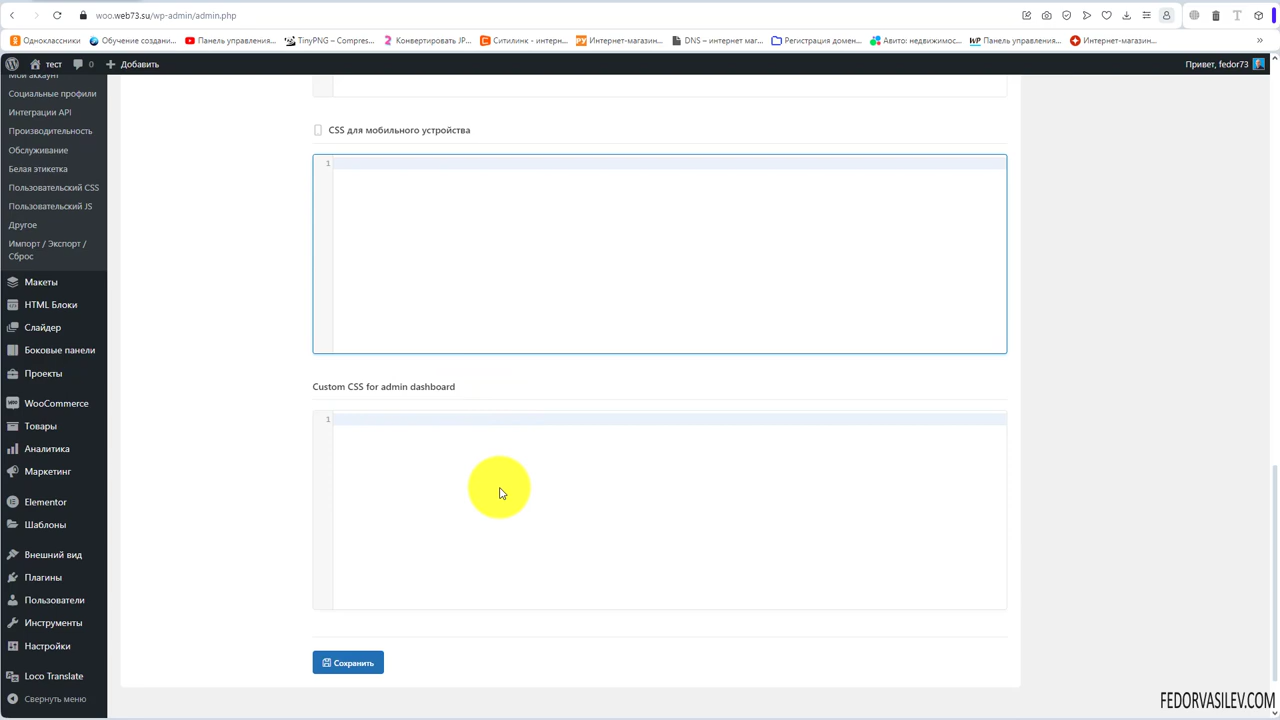 woo.web73.su/wp-admin/admin.php
Одноклассники
Обучение создани...
Панель управления...
TinyPNG – Compres...
Конвертировать JP...
Ситилинк - интерн...
Интернет-магазин...
DNS – интернет маг...
Регистрация домен...
Авито: недвижимос...
Панель управления...
Интернет-магазин...
тест
0
Добавить
Привет, fedor73
Мой аккаунт
Социальные профили
Интеграции API
Производительность
Обслуживание
Белая этикетка
Пользовательский CSS
Пользовательский JS
Другое
Импорт / Экспорт /
Сброс
Макеты
HTML Блоки
Слайдер
Боковые панели
Проекты
WooCommerce
Товары
Аналитика
Маркетинг
Elementor
Шаблоны
Внешний вид
Плагины
Пользователи
Инструменты
Настройки
Loco Translate
Свернуть меню
CSS для мобильного устройства
1
Custom CSS for admin dashboard
1
Сохранить
FEDORVASILEV.COM